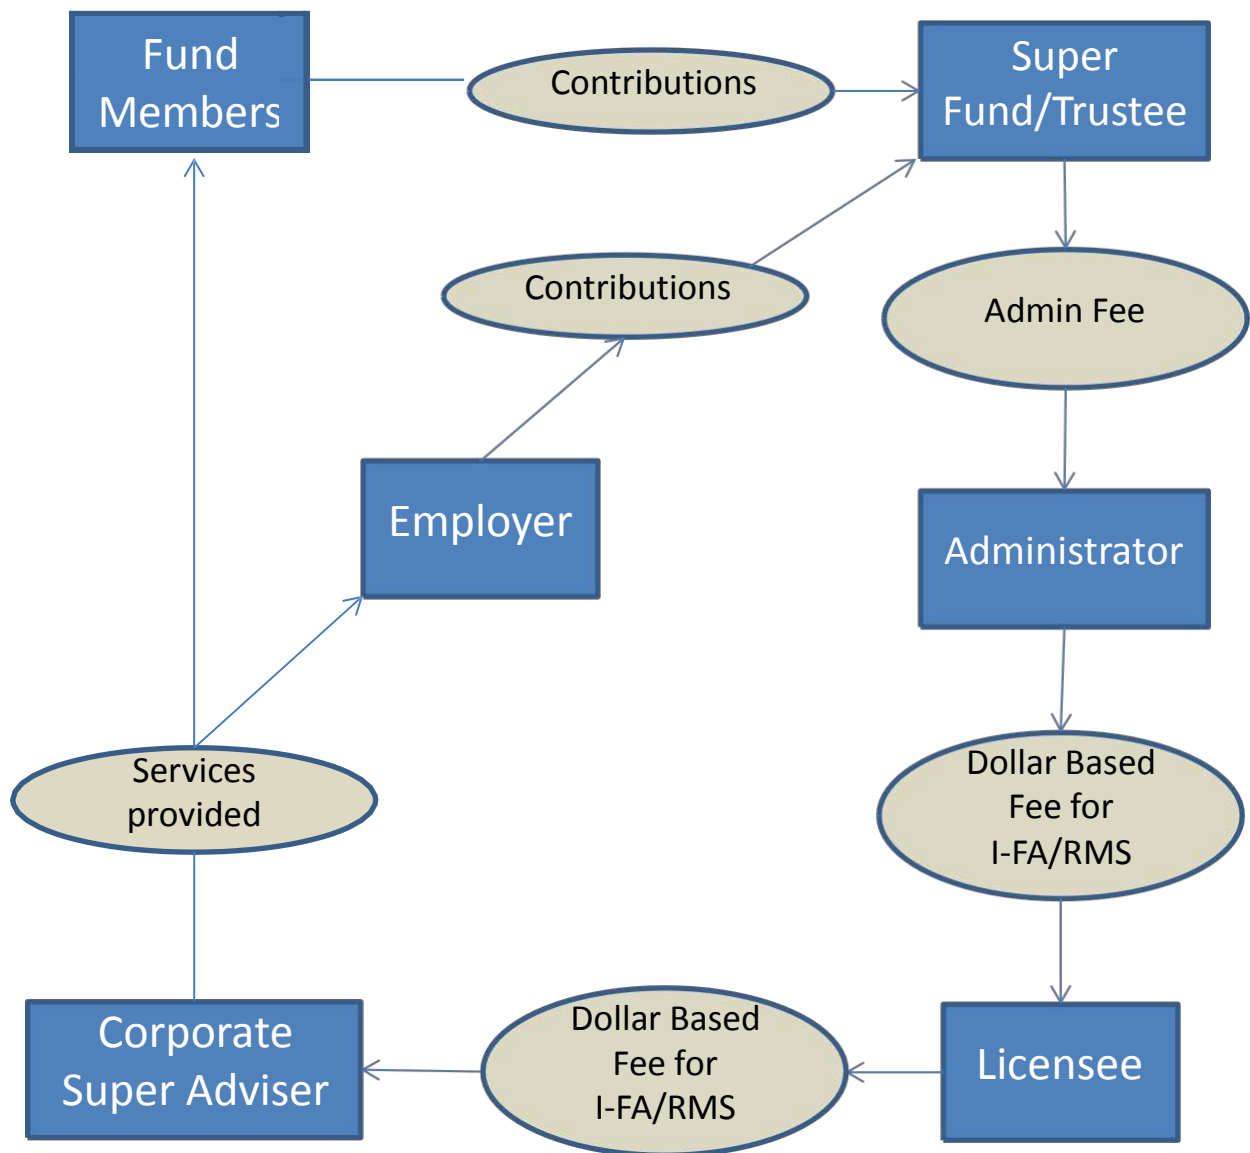 Fund
Members
Contributions
Super
Fund/Trustee
Contributions
Admin Fee
Employer
Administrator
Services
provided
Dollar Based
Fee for
I-FA/RMS
Corporate
Super Adviser
Dollar Based
Fee for
I-FA/RMS
Licensee